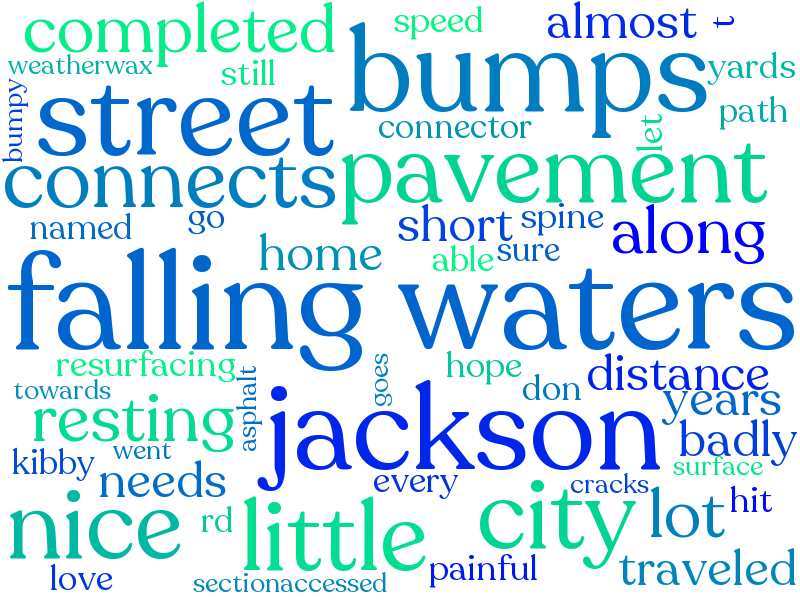 completed
speed
almost
t
weatherwax
still
bumps
yards
bumpy
street
connector
let
path
connects
pavement
named
go
short
spine
along
home
able
sure
falling waters
resurfacing
asphalt
goes
hope
distance
towards
don
years
resting
jackson
badly
kibby
went
needs
every
cracks
surface
nice
rd
little
city
lot
hit
love
sectionaccessed
painful
traveled